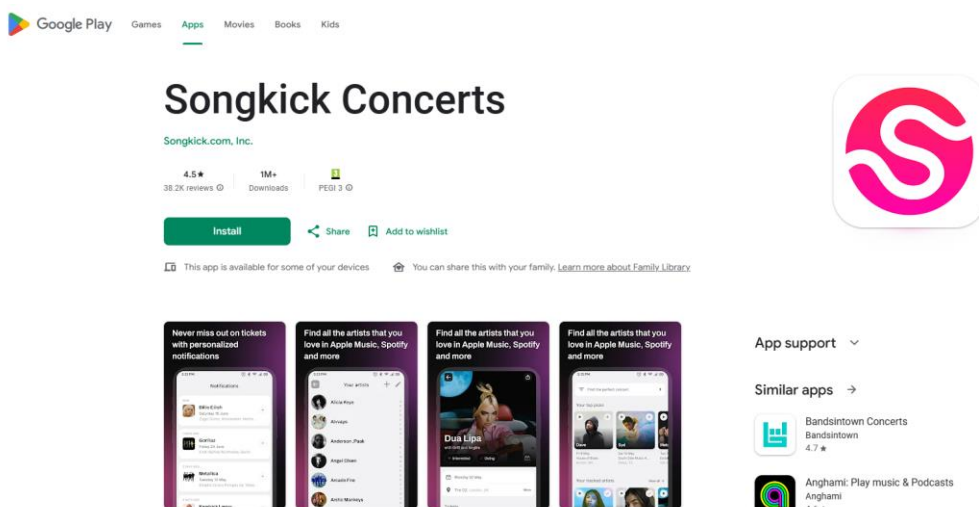 Google Play
Games
Apps
Movies
Books
Kids
Songkick Concerts
Songkick.com, Inc.
4.5★
38.2K reviews
1M+
Downloads
3
PEGI 3
Install
Share
Add to wishlist
This app is available for some of your devices
You can share this with your family. Learn more about Family Library
Never miss out on tickets
with personalized
notifications
Notifications
Billie Eilish
Gorillaz
Metallica
Find all the artists that you
love in Apple Music, Spotify
and more
Your artists
Alicia Keys
Alvvays
Anderson .Paak
Angel Olsen
Arcade Fire
Arctic Monkeys
Find all the artists that you
love in Apple Music, Spotify
and more
Dua Lipa
Find all the artists that you
love in Apple Music, Spotify
and more
Dave
App support
Similar apps
Bandsintown Concerts
Bandsintown
4.7★
Anghami: Play music & Podcasts
Anghami